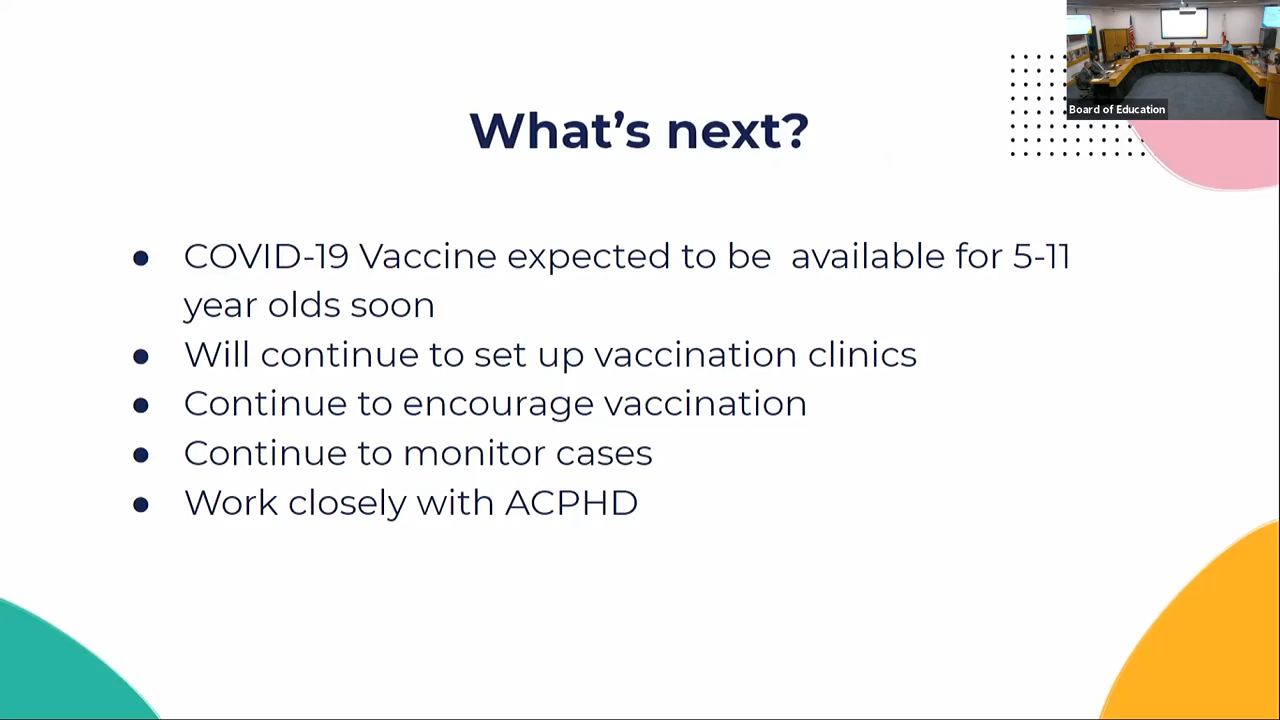 Board of Education
What's next?
● COVID-19 Vaccine expected to be  available for 5-11
year olds soon
● Will continue to set up vaccination clinics
● Continue to encourage vaccination
● Continue to monitor cases
● Work closely with ACPHD